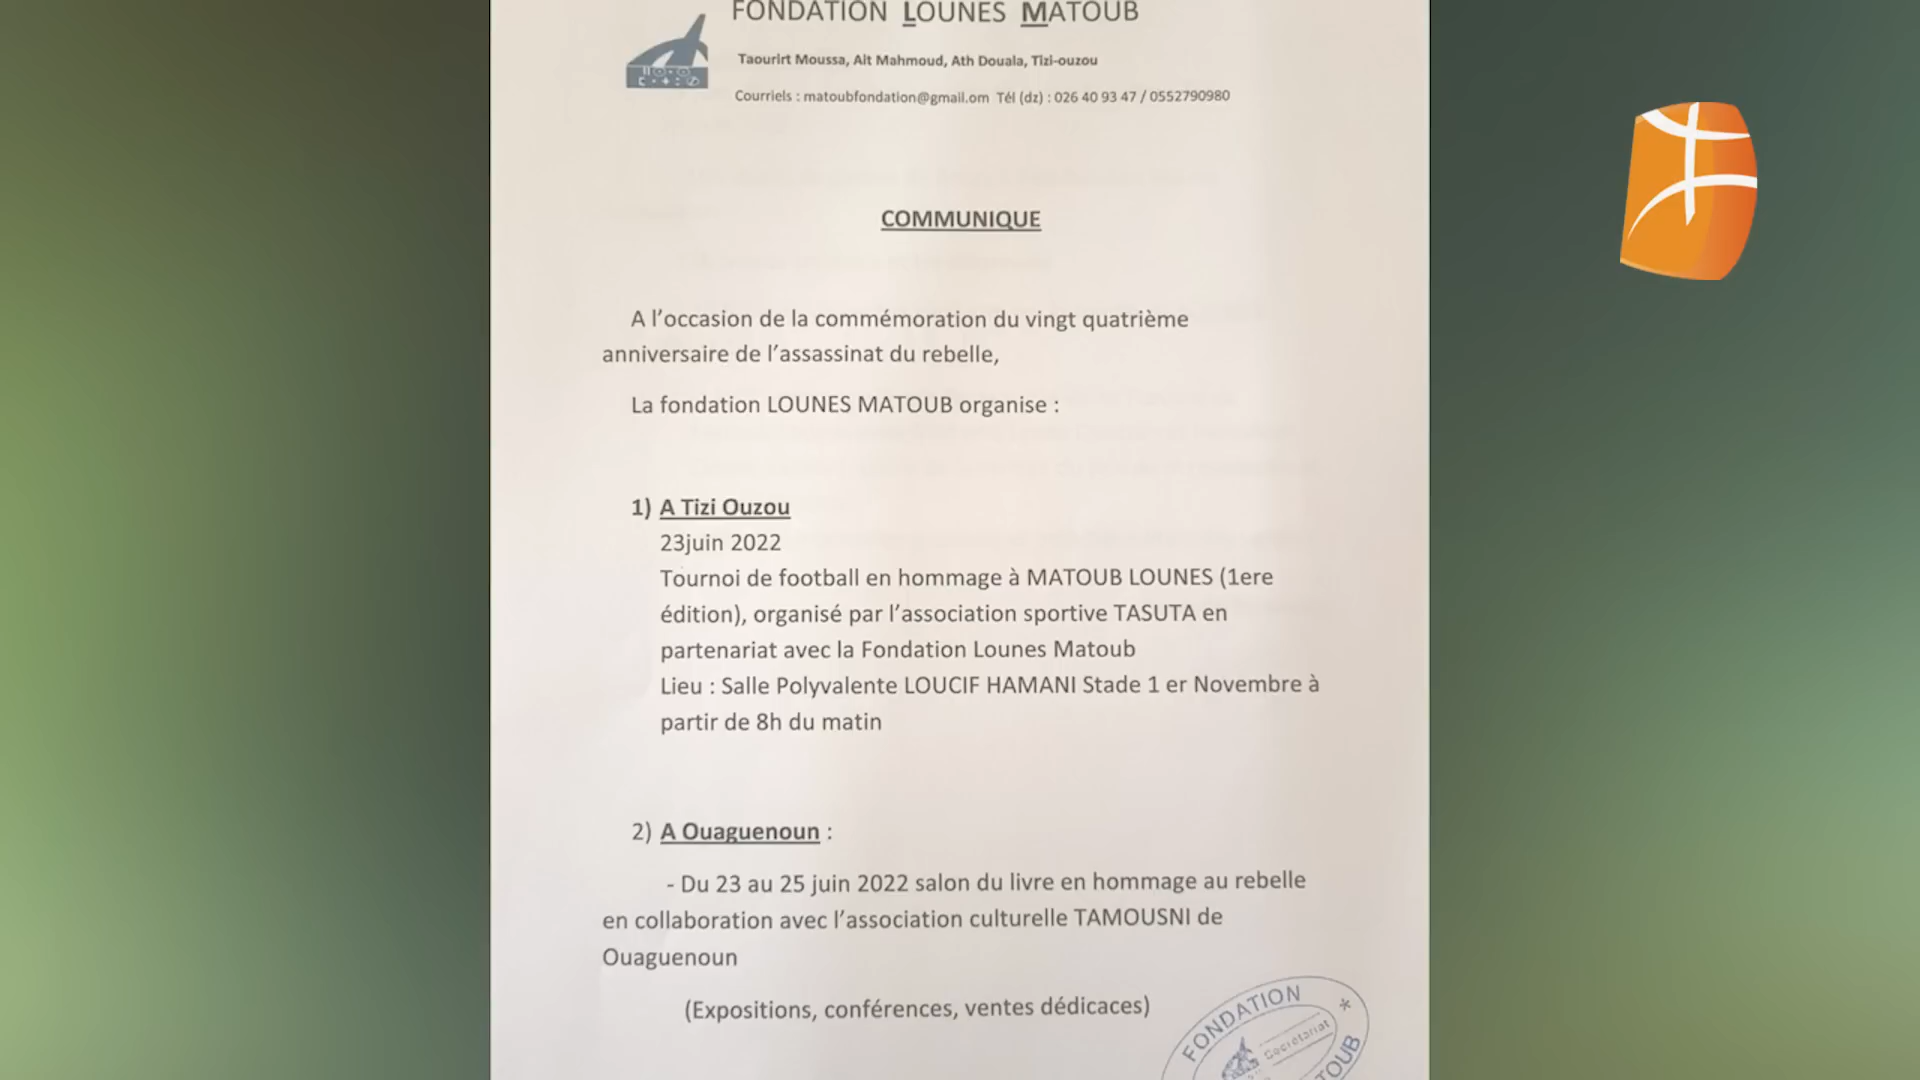 FONDATION LOUNES MATOUB
Taourirt Moussa, Ait Mahmoud, Ath Douala, Tizi-ouzou
Courriels : matoubfondation@gmail.om Tél (dz) : 026 40 93 47 / 0552790980
COMMUNIQUE
A l'occasion de la commémoration du vingt quatrième
anniversaire de l'assassinat du rebelle,
La fondation LOUNES MATOUB organise :
1) A Tizi Ouzou
23juin 2022
Tournoi de football en hommage à MATOUB LOUNES (1ere
édition), organisé par l'association sportive TASUTA en
partenariat avec la Fondation Lounes Matoub
Lieu : Salle Polyvalente LOUCIF HAMANI Stade 1 er Novembre à
partir de 8h du matin
2) A Ouaguenoun :
- Du 23 au 25 juin 2022 salon du livre en hommage au rebelle
en collaboration avec l'association culturelle TAMOUSNI de
Ouaguenoun
(Expositions, conférences, ventes dédicaces)
FONDATION *
Secrétariat